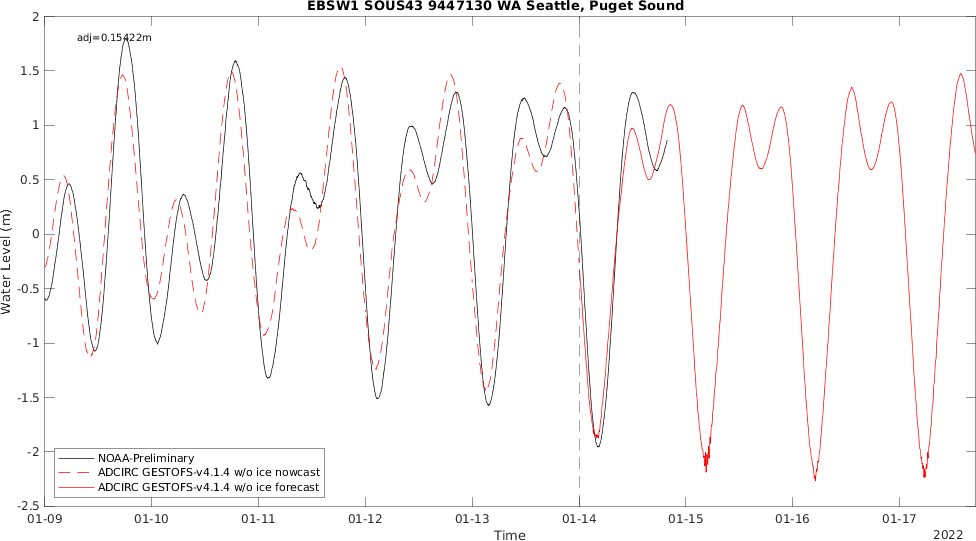 EBSW1 SOUS43 9447130 WA Seattle, Puget Sound
adj=0.15422m
2
1.5
1
0.5
0
-0.5
-1
-1.5
-2
-2.5
Water Level (m)
NOAA-Preliminary
ADCIRC GESTOFS-v4.1.4 w/o ice nowcast
ADCIRC GESTOFS-v4.1.4 w/o ice forecast
01-09 01-10 01-11 01-12 01-13 01-14 01-15 01-16 01-17
Time
2022